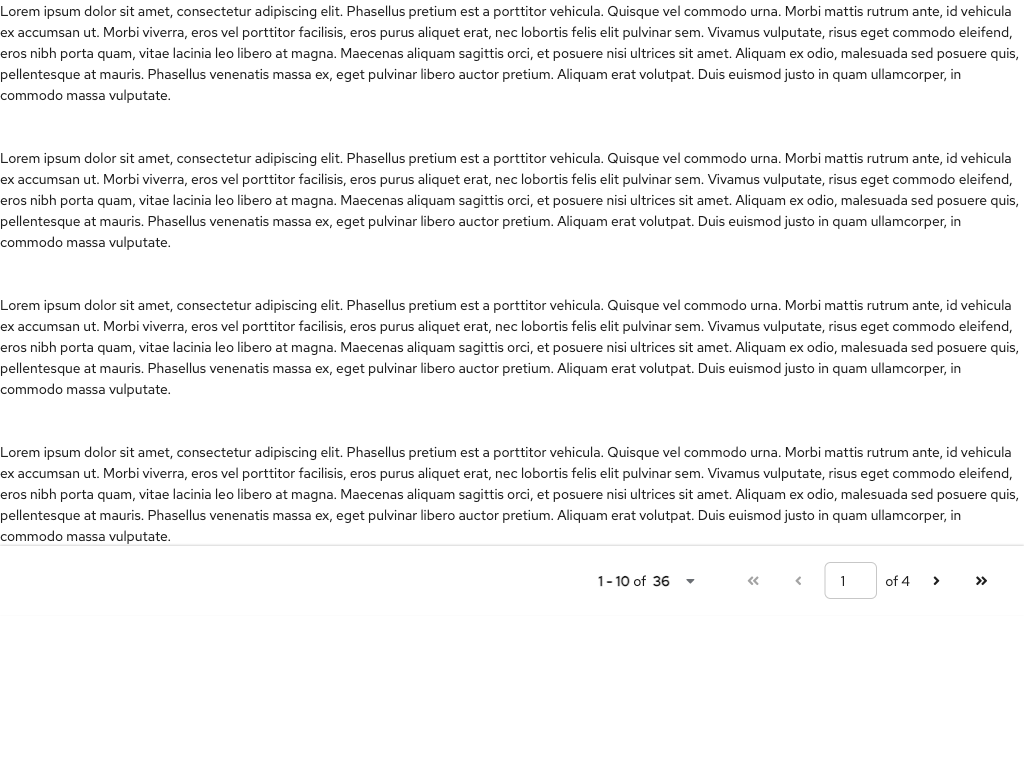 Lorem ipsum dolor sit amet, consectetur adipiscing elit. Phasellus pretium est a porttitor vehicula. Quisque vel commodo urna. Morbi mattis rutrum ante, id vehicula
ex accumsan ut. Morbi viverra, eros vel porttitor facilisis, eros purus aliquet erat, nec lobortis felis elit pulvinar sem. Vivamus vulputate, risus eget commodo eleifend,
eros nibh porta quam, vitae lacinia leo libero at magna. Maecenas aliquam sagittis orci, et posuere nisi ultrices sit amet. Aliquam ex odio, malesuada sed posuere quis,
pellentesque at mauris. Phasellus venenatis massa ex, eget pulvinar libero auctor pretium. Aliquam erat volutpat. Duis euismod justo in quam ullamcorper, in
commodo massa vulputate.
Lorem ipsum dolor sit amet, consectetur adipiscing elit. Phasellus pretium est a porttitor vehicula. Quisque vel commodo urna. Morbi mattis rutrum ante, id vehicula
ex accumsan ut. Morbi viverra, eros vel porttitor facilisis, eros purus aliquet erat, nec lobortis felis elit pulvinar sem. Vivamus vulputate, risus eget commodo eleifend,
eros nibh porta quam, vitae lacinia leo libero at magna. Maecenas aliquam sagittis orci, et posuere nisi ultrices sit amet. Aliquam ex odio, malesuada sed posuere quis,
pellentesque at mauris. Phasellus venenatis massa ex, eget pulvinar libero auctor pretium. Aliquam erat volutpat. Duis euismod justo in quam ullamcorper, in
commodo massa vulputate.
Lorem ipsum dolor sit amet, consectetur adipiscing elit. Phasellus pretium est a porttitor vehicula. Quisque vel commodo urna. Morbi mattis rutrum ante, id vehicula
ex accumsan ut. Morbi viverra, eros vel porttitor facilisis, eros purus aliquet erat, nec lobortis felis elit pulvinar sem. Vivamus vulputate, risus eget commodo eleifend,
eros nibh porta quam, vitae lacinia leo libero at magna. Maecenas aliquam sagittis orci, et posuere nisi ultrices sit amet. Aliquam ex odio, malesuada sed posuere quis,
pellentesque at mauris. Phasellus venenatis massa ex, eget pulvinar libero auctor pretium. Aliquam erat volutpat. Duis euismod justo in quam ullamcorper, in
commodo massa vulputate.
Lorem ipsum dolor sit amet, consectetur adipiscing elit. Phasellus pretium est a porttitor vehicula. Quisque vel commodo urna. Morbi mattis rutrum ante, id vehicula
ex accumsan ut. Morbi viverra, eros vel porttitor facilisis, eros purus aliquet erat, nec lobortis felis elit pulvinar sem. Vivamus vulputate, risus eget commodo eleifend,
eros nibh porta quam, vitae lacinia leo libero at magna. Maecenas aliquam sagittis orci, et posuere nisi ultrices sit amet. Aliquam ex odio, malesuada sed posuere quis,
pellentesque at mauris. Phasellus venenatis massa ex, eget pulvinar libero auctor pretium. Aliquam erat volutpat. Duis euismod justo in quam ullamcorper, in
commodo massa vulputate.
1 - 10 of 36 1 of 4